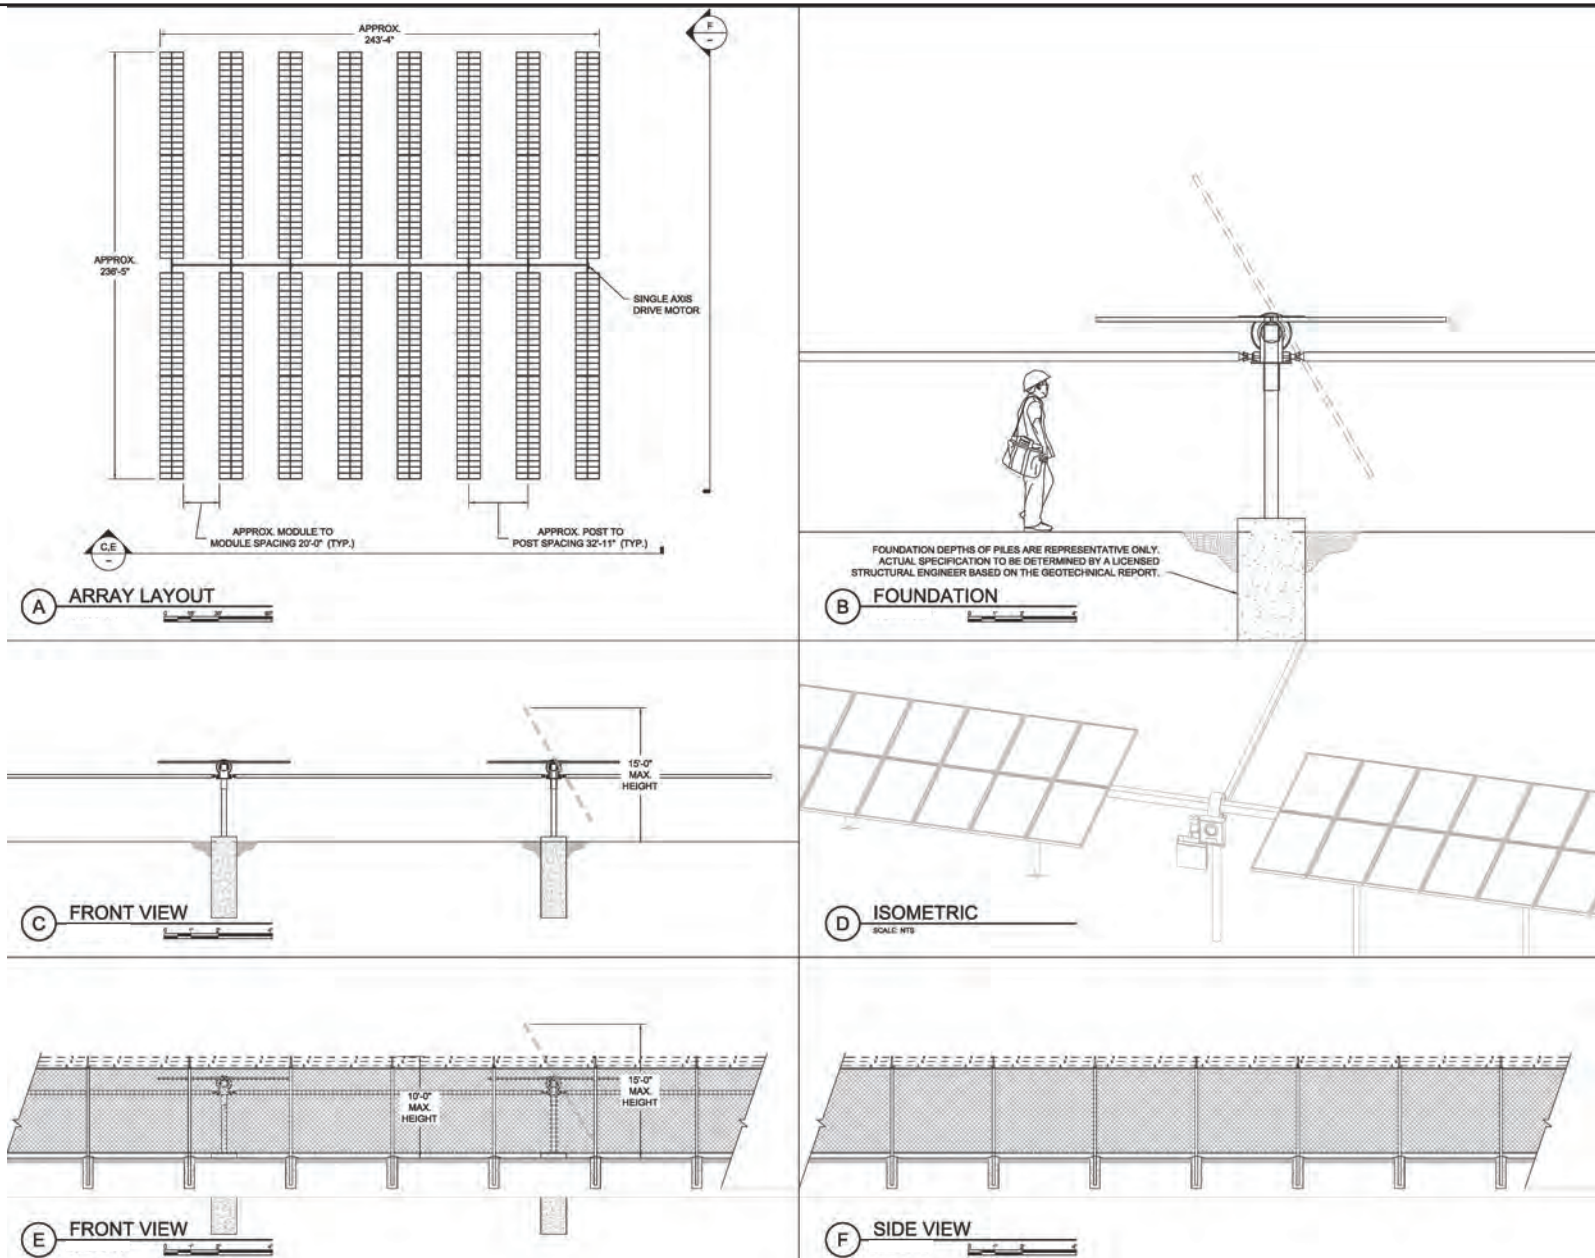 APPROX.
243'-4"
F
–
APPROX.
236'-5"
SINGLE AXIS
DRIVE MOTOR
APPROX. MODULE TO
MODULE SPACING 20'-0" (TYP.)
APPROX. POST TO
POST SPACING 32'-11" (TYP.)
C,E
–
A ARRAY LAYOUT
FOUNDATION DEPTHS OF PILES ARE REPRESENTATIVE ONLY.
ACTUAL SPECIFICATION TO BE DETERMINED BY A LICENSED
STRUCTURAL ENGINEER BASED ON THE GEOTECHNICAL REPORT.
B FOUNDATION
15'-0"
MAX.
HEIGHT
C FRONT VIEW
D ISOMETRIC
SCALE: NTS
10'-0"
MAX.
HEIGHT
15'-0"
MAX.
HEIGHT
E FRONT VIEW
F SIDE VIEW